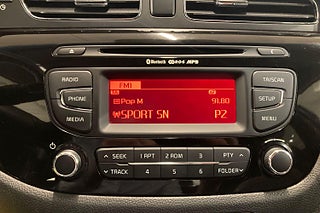 Bluetooth MP3
RADIO
TA/SCAN
FM1
PHONE
Pop M 91.80
SETUP
MEDIA
SPORT SN P2
MENU
SEEK 1 RPT 2 RDM 3 PTY
TRACK 4 5 6 FOLDER